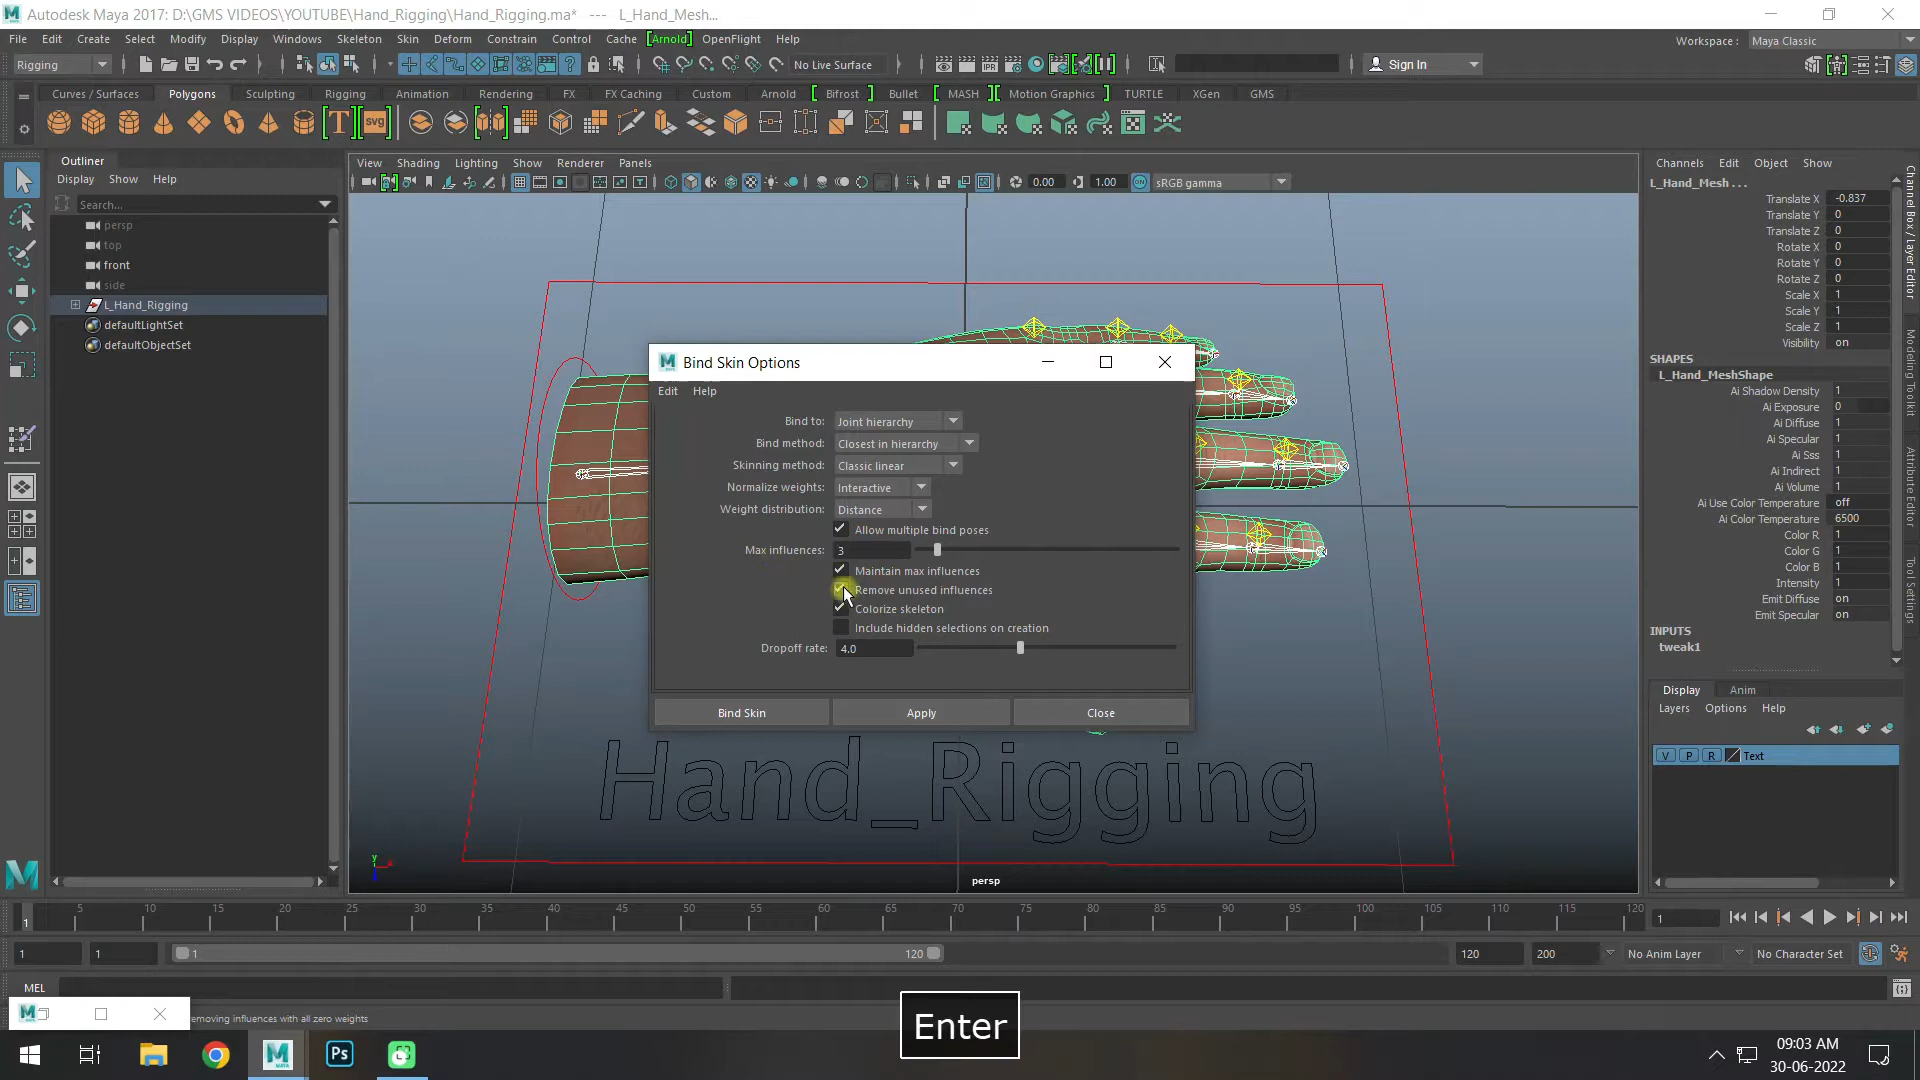 Autodesk Maya 2017: D:\GMS VIDEOS\YOUTUBE\Hand_Rigging\Hand_Rigging.ma* --- L_Hand_Mesh...
File Edit Create Select Modify Display Windows Skeleton Skin Deform Constrain Control Cache [Arnold] OpenFlight Help
Workspace : Maya Classic
Rigging No Live Surface Sign In
Curves / Surfaces Polygons Sculpting Rigging Animation Rendering FX FX Caching Custom Arnold Bifrost Bullet MASH Motion Graphics TURTLE XGen GMS
Outliner
Display Show Help
Search...
persp
top
front
side
L_Hand_Rigging
defaultLightSet
defaultObjectSet
View Shading Lighting Show Renderer Panels
0.00 1.00 sRGB gamma
Bind Skin Options
Edit Help
Bind to: Joint hierarchy
Bind method: Closest in hierarchy
Skinning method: Classic linear
Normalize weights: Interactive
Weight distribution: Distance
Allow multiple bind poses
Max influences: 3
Maintain max influences
Remove unused influences
Colorize skeleton
Include hidden selections on creation
Dropoff rate: 4.0
Bind Skin Apply Close
Hand_Rigging
persp
Channels Edit Object Show
L_Hand_Mesh . . .
Translate X -0.837
Translate Y 0
Translate Z 0
Rotate X 0
Rotate Y 0
Rotate Z 0
Scale X 1
Scale Y 1
Scale Z 1
Visibility on
SHAPES
L_Hand_MeshShape
Ai Shadow Density 1
Ai Exposure 0
Ai Diffuse 1
Ai Specular 1
Ai Sss 1
Ai Indirect 1
Ai Volume 1
Ai Use Color Temperature off
Ai Color Temperature 6500
Color R 1
Color G 1
Color B 1
Intensity 1
Emit Diffuse on
Emit Specular on
INPUTS
tweak1
Display Anim
Layers Options Help
V P R Text
Channel Box / Layer Editor
Modeling Toolkit
Attribute Editor
5 10 15 20 25 30 35 40 45 50 55 60 65 70 75 80 85 90 95 100 105 110 115 120
1 1
1 1 1 120 120 200 No Anim Layer No Character Set
MEL
emoving influences with all zero weights
Enter
Ps
09:03 AM
30-06-2022